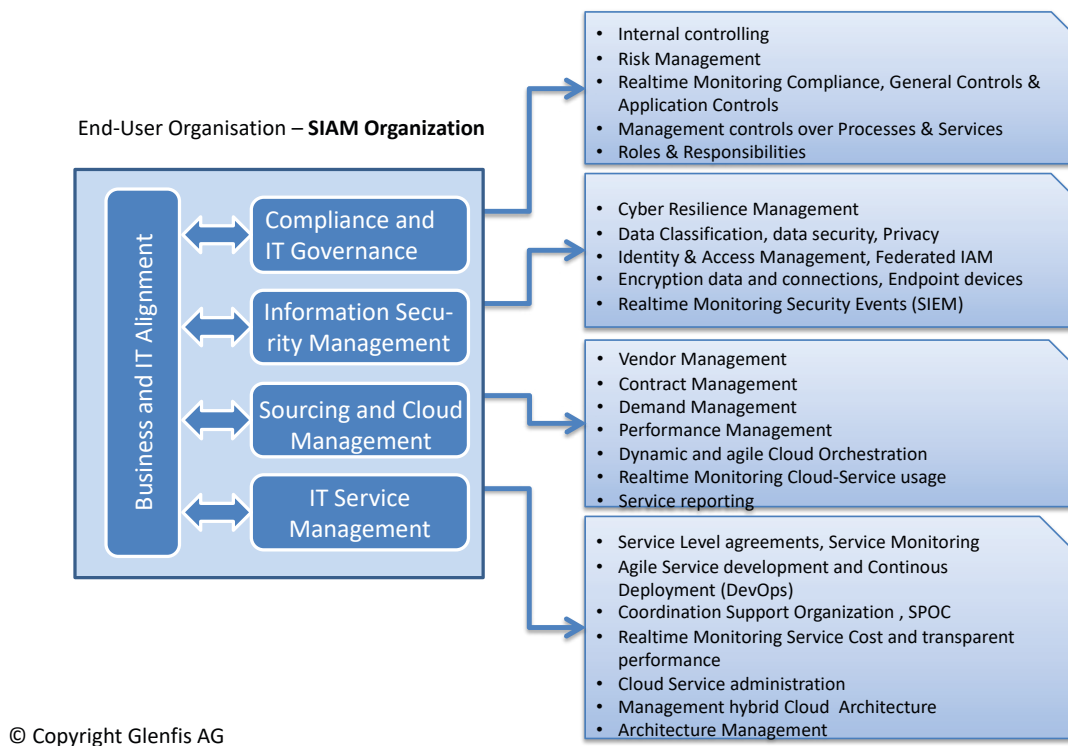 End-User Organisation – SIAM Organization
Business and IT Alignment
Compliance and
IT Governance
Information Secu-
rity Management
Sourcing and Cloud
Management
IT Service
Management
• Internal controlling
• Risk Management
• Realtime Monitoring Compliance, General Controls &
Application Controls
• Management controls over Processes & Services
• Roles & Responsibilities
• Cyber Resilience Management
• Data Classification, data security, Privacy
• Identity & Access Management, Federated IAM
• Encryption data and connections, Endpoint devices
• Realtime Monitoring Security Events (SIEM)
• Vendor Management
• Contract Management
• Demand Management
• Performance Management
• Dynamic and agile Cloud Orchestration
• Realtime Monitoring Cloud-Service usage
• Service reporting
• Service Level agreements, Service Monitoring
• Agile Service development and Continous
Deployment (DevOps)
• Coordination Support Organization , SPOC
• Realtime Monitoring Service Cost and transparent
performance
• Cloud Service administration
• Management hybrid Cloud Architecture
• Architecture Management
© Copyright Glenfis AG